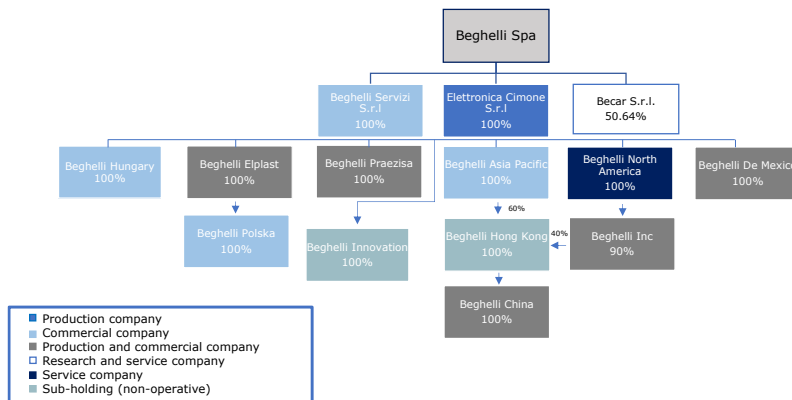 Beghelli Spa
Beghelli Servizi
S.r.l
100%
Elettronica Cimone
S.r.l
100%
Becar S.r.l.
50.64%
Beghelli Hungary
100%
Beghelli Elplast
100%
Beghelli Praezisa
100%
Beghelli Asia Pacific
100%
Beghelli North
America
100%
Beghelli De Mexico
100%
60%
Beghelli Polska
100%
Beghelli Innovation
100%
Beghelli Hong Kong
100%
40%
Beghelli Inc
90%
Beghelli China
100%
Production company
Commercial company
Production and commercial company
Research and service company
Service company
Sub-holding (non-operative)